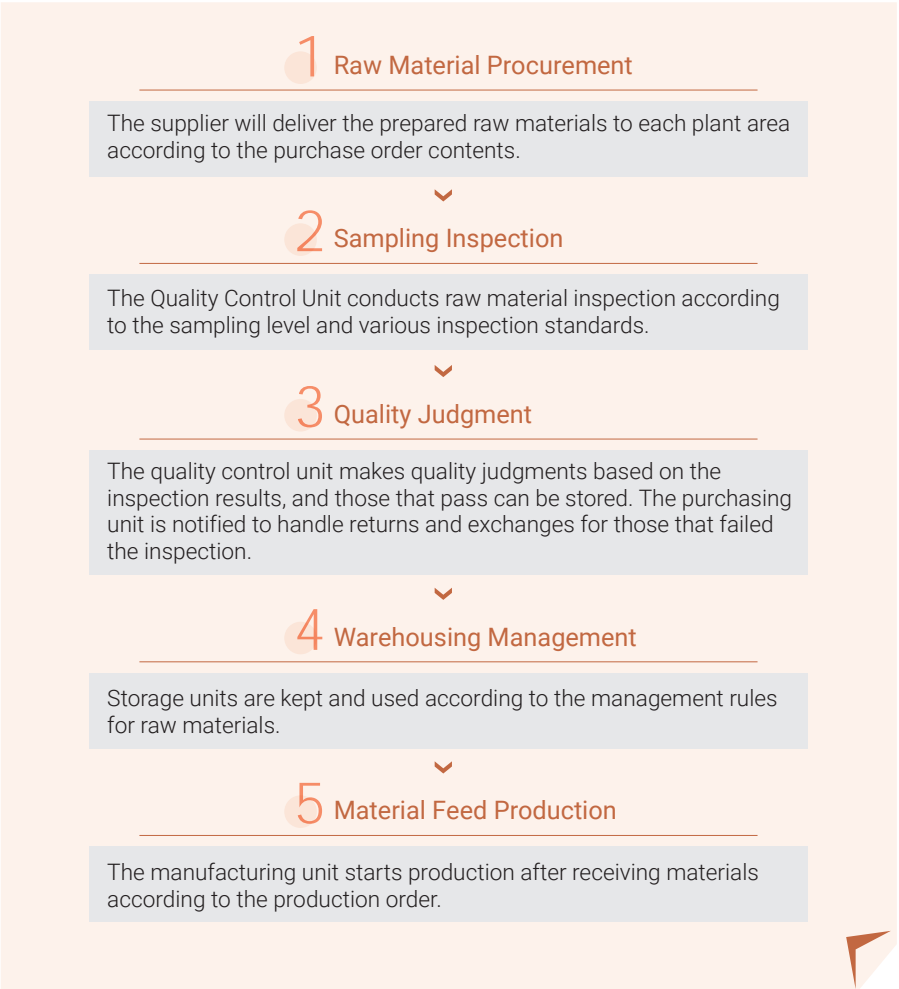 1 Raw Material Procurement
The supplier will deliver the prepared raw materials to each plant area
according to the purchase order contents.
2 Sampling Inspection
The Quality Control Unit conducts raw material inspection according
to the sampling level and various inspection standards.
3 Quality Judgment
The quality control unit makes quality judgments based on the
inspection results, and those that pass can be stored. The purchasing
unit is notified to handle returns and exchanges for those that failed
the inspection.
4 Warehousing Management
Storage units are kept and used according to the management rules
for raw materials.
5 Material Feed Production
The manufacturing unit starts production after receiving materials
according to the production order.